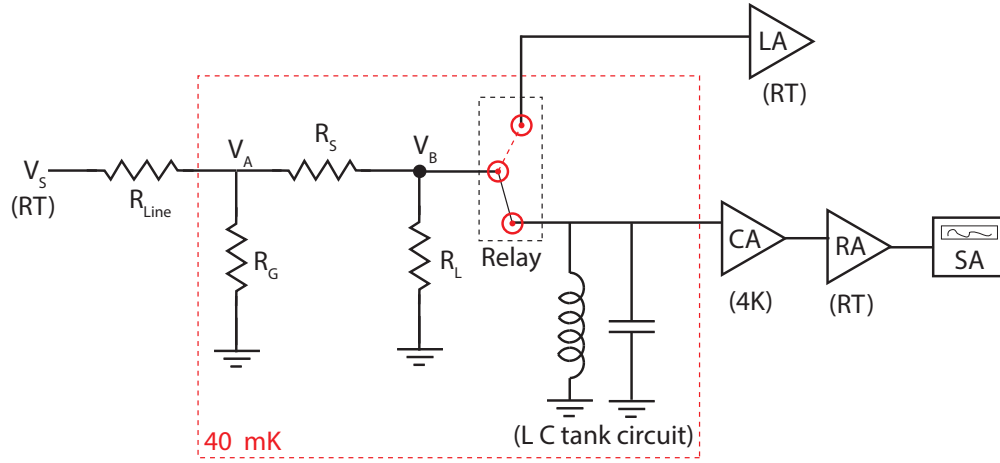 LA
(RT)
R_S
V_A
V_B
V_S
(RT)
R_Line
R_G
R_L
Relay
CA
RA
SA
(4K)
(RT)
(L C tank circuit)
40 mK